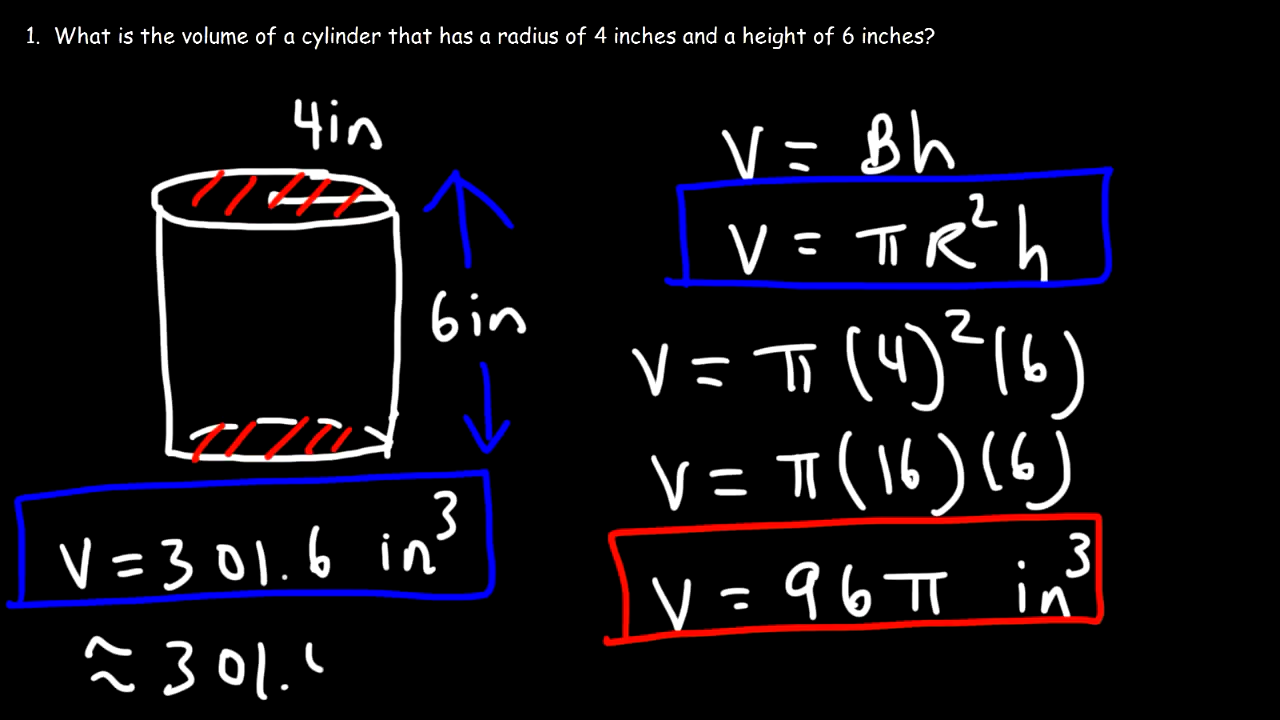 1. What is the volume of a cylinder that has a radius of 4 inches and a height of 6 inches?
4in
6in
V = 301.6 in³
≈ 301.
V = Bh
V = πR²h
V = π(4)²(6)
V = π(16)(6)
V = 96π in³